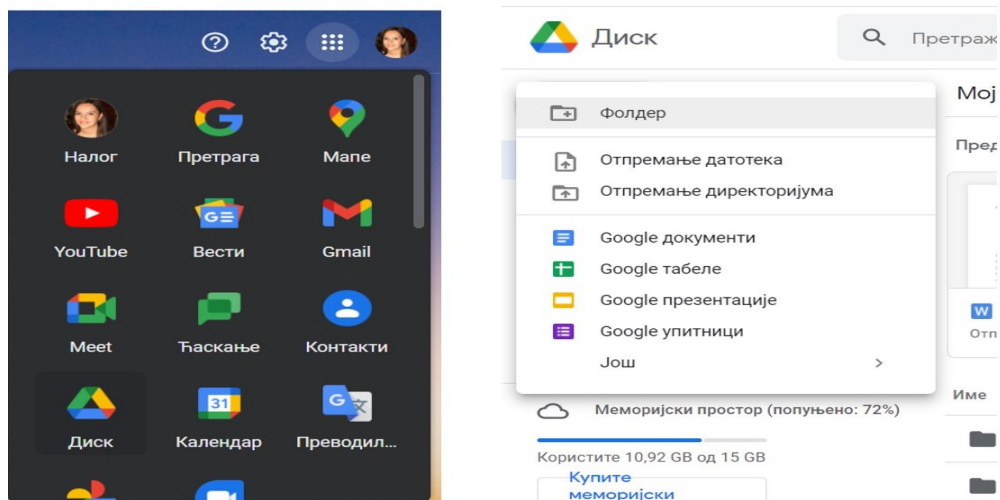 Налог Претрага Мапе
YouTube Вести Gmail
31
Meet Ћаскање Контакти
Диск Календар Преводил...
Диск
Претраж
Фолдер
Отпремање датотека
Отпремање директоријума
Google документи
Google табеле
Google презентације
Google упитници
Још
Меморијски простор (попуњено: 72%)
Користите 10,92 GB од 15 GB
Купите
меморијски
Мој
Пред
W
Отп
Име